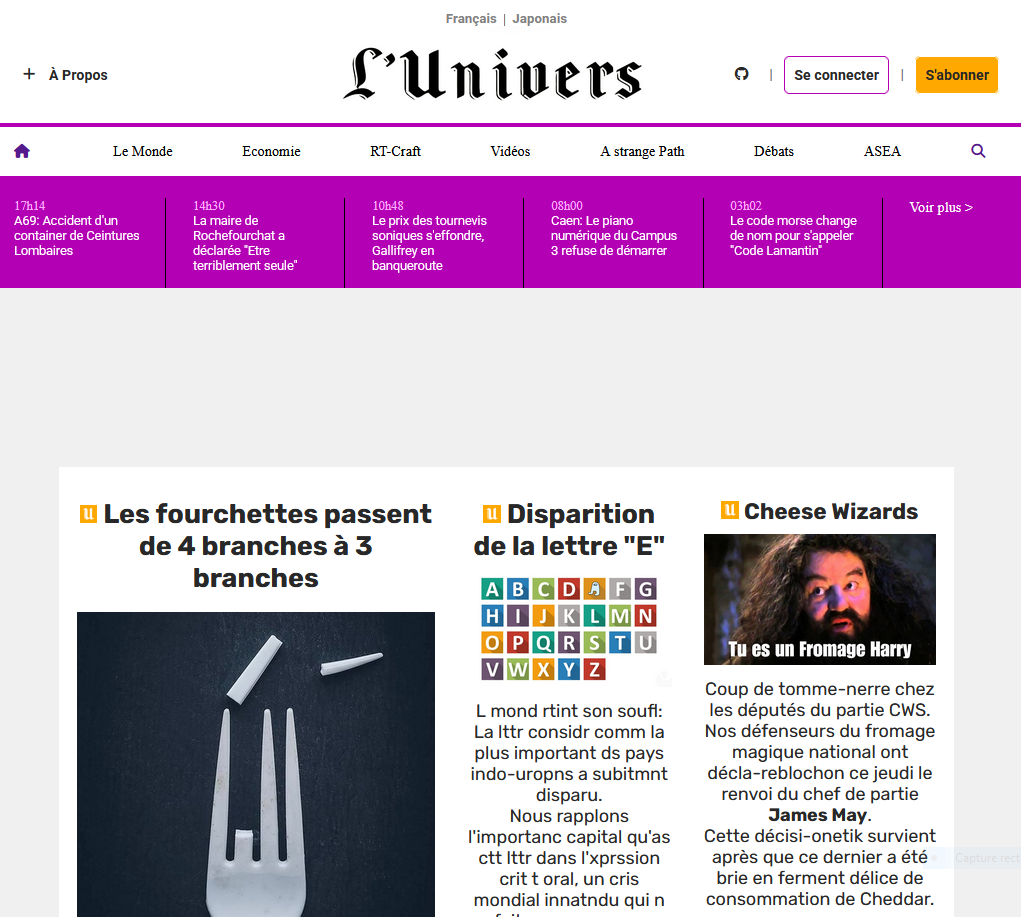 Français | Japonais
+ À Propos
L'Univers
| Se connecter | S'abonner
Le Monde Economie RT-Craft Vidéos A strange Path Débats ASEA
17h14
A69: Accident d'un
container de Ceintures
Lombaires
14h30
La maire de
Rochefourchat a
déclarée "Etre
terriblement seule"
10h48
Le prix des tournevis
soniques s'effondre,
Gallifrey en
banqueroute
08h00
Caen: Le piano
numérique du Campus
3 refuse de démarrer
03h02
Le code morse change
de nom pour s'appeler
"Code Lamantin"
Voir plus >
U Les fourchettes passent
de 4 branches à 3
branches
U Disparition
de la lettre "E"
A B C D F G
H I J K L M N
O P Q R S T U
V W X Y Z
L mond rtint son soufl:
La lttr considr comm la
plus important ds pays
indo-uropns a subitmnt
disparu.
Nous rapplons
l'importanc capital qu'as
ctt lttr dans l'xprssion
crit t oral, un cris
mondial innatndu qui n
U Cheese Wizards
Tu es un Fromage Harry
Coup de tomme-nerre chez
les députés du partie CWS.
Nos défenseurs du fromage
magique national ont
décla-reblochon ce jeudi le
renvoi du chef de partie
James May.
Cette décisi-onetik survient
après que ce dernier a été
brie en ferment délice de
consommation de Cheddar.
Capture rect